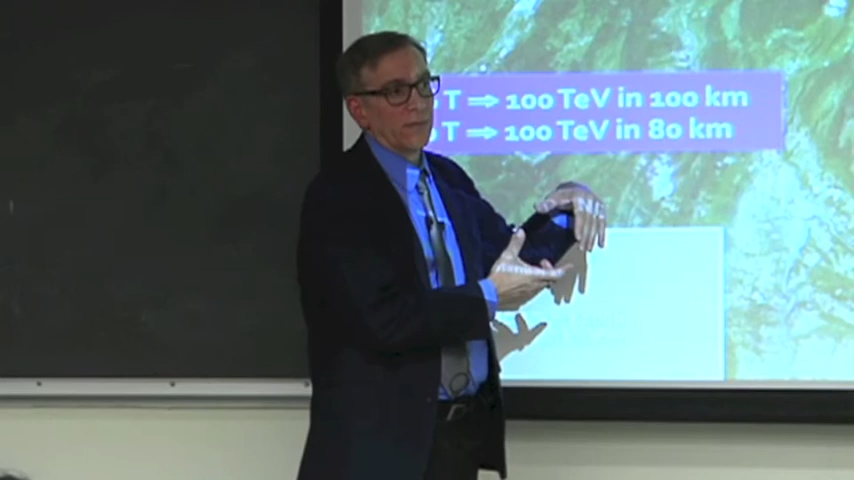 T ⇒ 100 TeV in 100 km
T ⇒ 100 TeV in 80 km